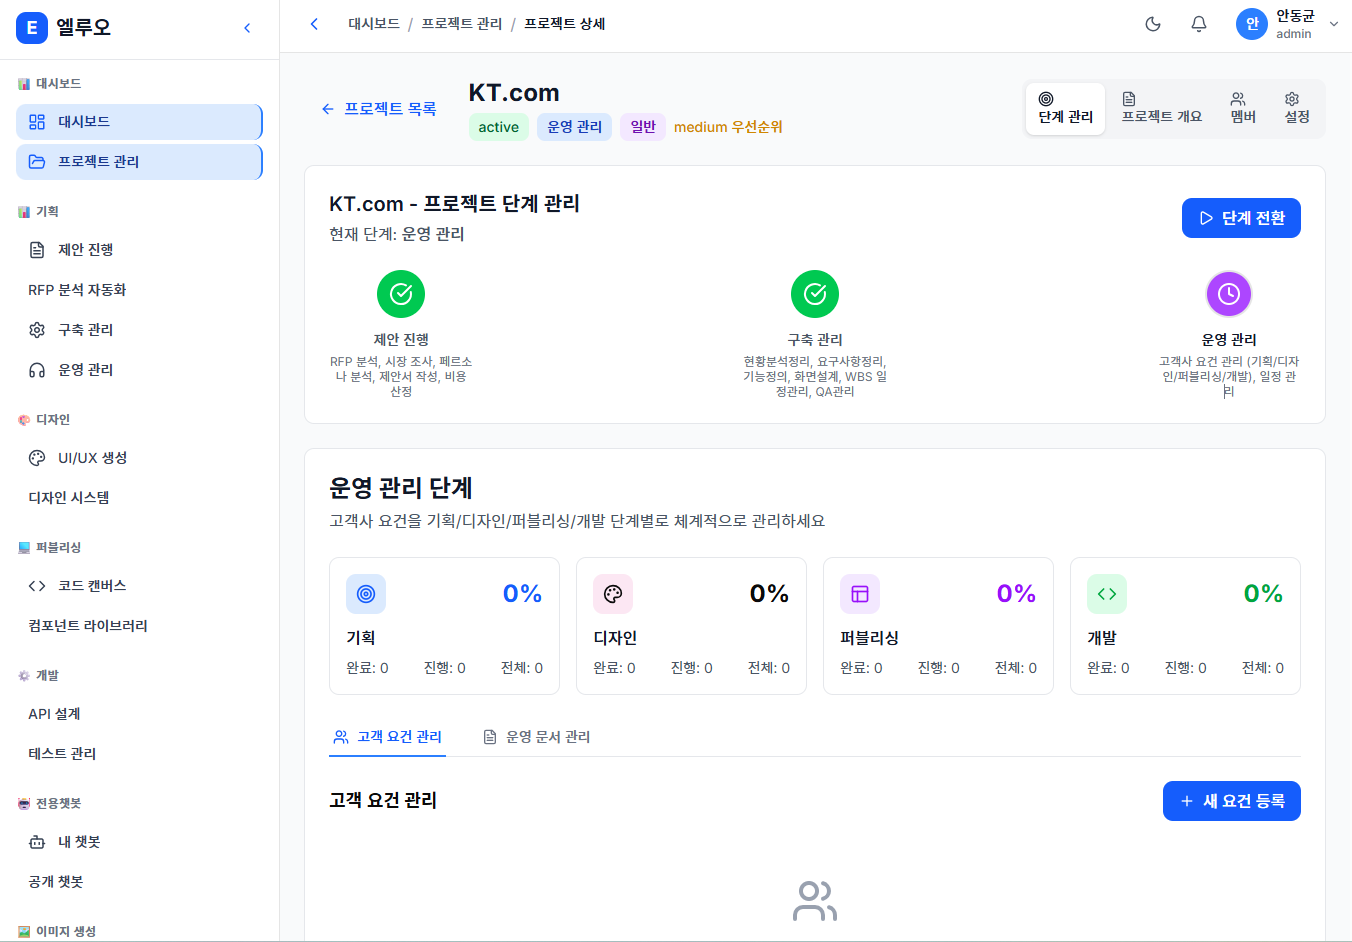 E 엘루오
대시보드
대시보드
프로젝트 관리
기획
제안 진행
RFP 분석 자동화
구축 관리
운영 관리
디자인
UI/UX 생성
디자인 시스템
퍼블리싱
코드 캔버스
컴포넌트 라이브러리
개발
API 설계
테스트 관리
전용챗봇
내 챗봇
공개 챗봇
이미지 생성
대시보드 / 프로젝트 관리 / 프로젝트 상세
안 안동균
admin
프로젝트 목록
KT.com
active 운영 관리 일반 medium 우선순위
단계 관리 프로젝트 개요 멤버 설정
KT.com - 프로젝트 단계 관리
현재 단계: 운영 관리
단계 전환
제안 진행
RFP 분석, 시장 조사, 페르소
나 분석, 제안서 작성, 비용
산정
구축 관리
현황분석정리, 요구사항정리,
기능정의, 화면설계, WBS 일
정관리, QA관리
운영 관리
고객사 요건 관리 (기획/디자
인/퍼블리싱/개발), 일정 관
리
운영 관리 단계
고객사 요건을 기획/디자인/퍼블리싱/개발 단계별로 체계적으로 관리하세요
0%
기획
완료: 0 진행: 0 전체: 0
0%
디자인
완료: 0 진행: 0 전체: 0
0%
퍼블리싱
완료: 0 진행: 0 전체: 0
0%
개발
완료: 0 진행: 0 전체: 0
고객 요건 관리 운영 문서 관리
고객 요건 관리
새 요건 등록